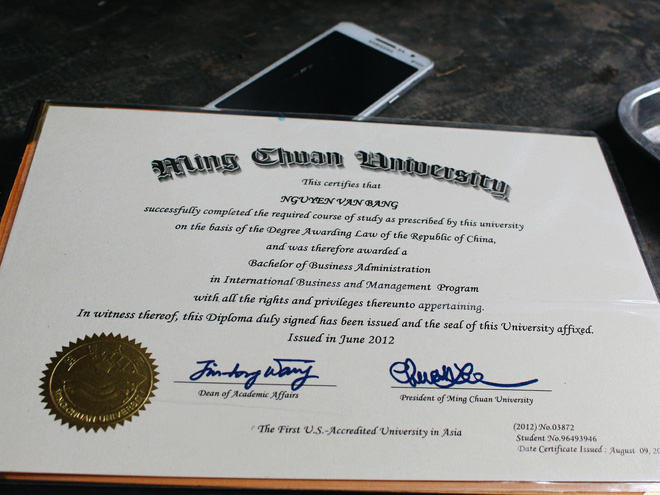 SAMSUNG
Ming Chuan University
This certifies that
NGUYEN VAN BANG
successfully completed the required course of study as prescribed by this university
on the basis of the Degree Awarding Law of the Republic of China,
and was therefore awarded a
Bachelor of Business Administration
in International Business and Management Program
with all the rights and privileges thereunto appertaining.
In witness thereof, this Diploma duly signed has been issued and the seal of this University affixed.
Issued in June 2012
Dean of Academic Affairs
President of Ming Chuan University
MING CHUAN UNIVERSITY
The First U.S.-Accredited University in Asia
(2012) No.03872
Student No.96493946
Date Certificate Issued : August 09, 20